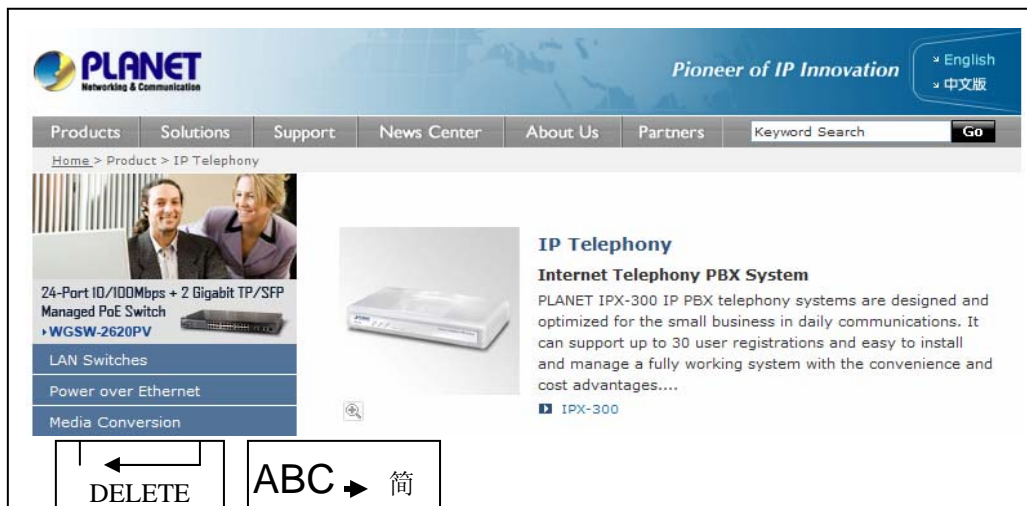 PLANET
Networking & Communication
Pioneer of IP Innovation
English
中文版
Products Solutions Support News Center About Us Partners Keyword Search Go
Home > Product > IP Telephony
24-Port 10/100Mbps + 2 Gigabit TP/SFP
Managed PoE Switch
WGSW-2620PV
LAN Switches
Power over Ethernet
Media Conversion
IP Telephony
Internet Telephony PBX System
PLANET IPX-300 IP PBX telephony systems are designed and
optimized for the small business in daily communications. It
can support up to 30 user registrations and easy to install
and manage a fully working system with the convenience and
cost advantages....
IPX-300
DELETE
ABC 简